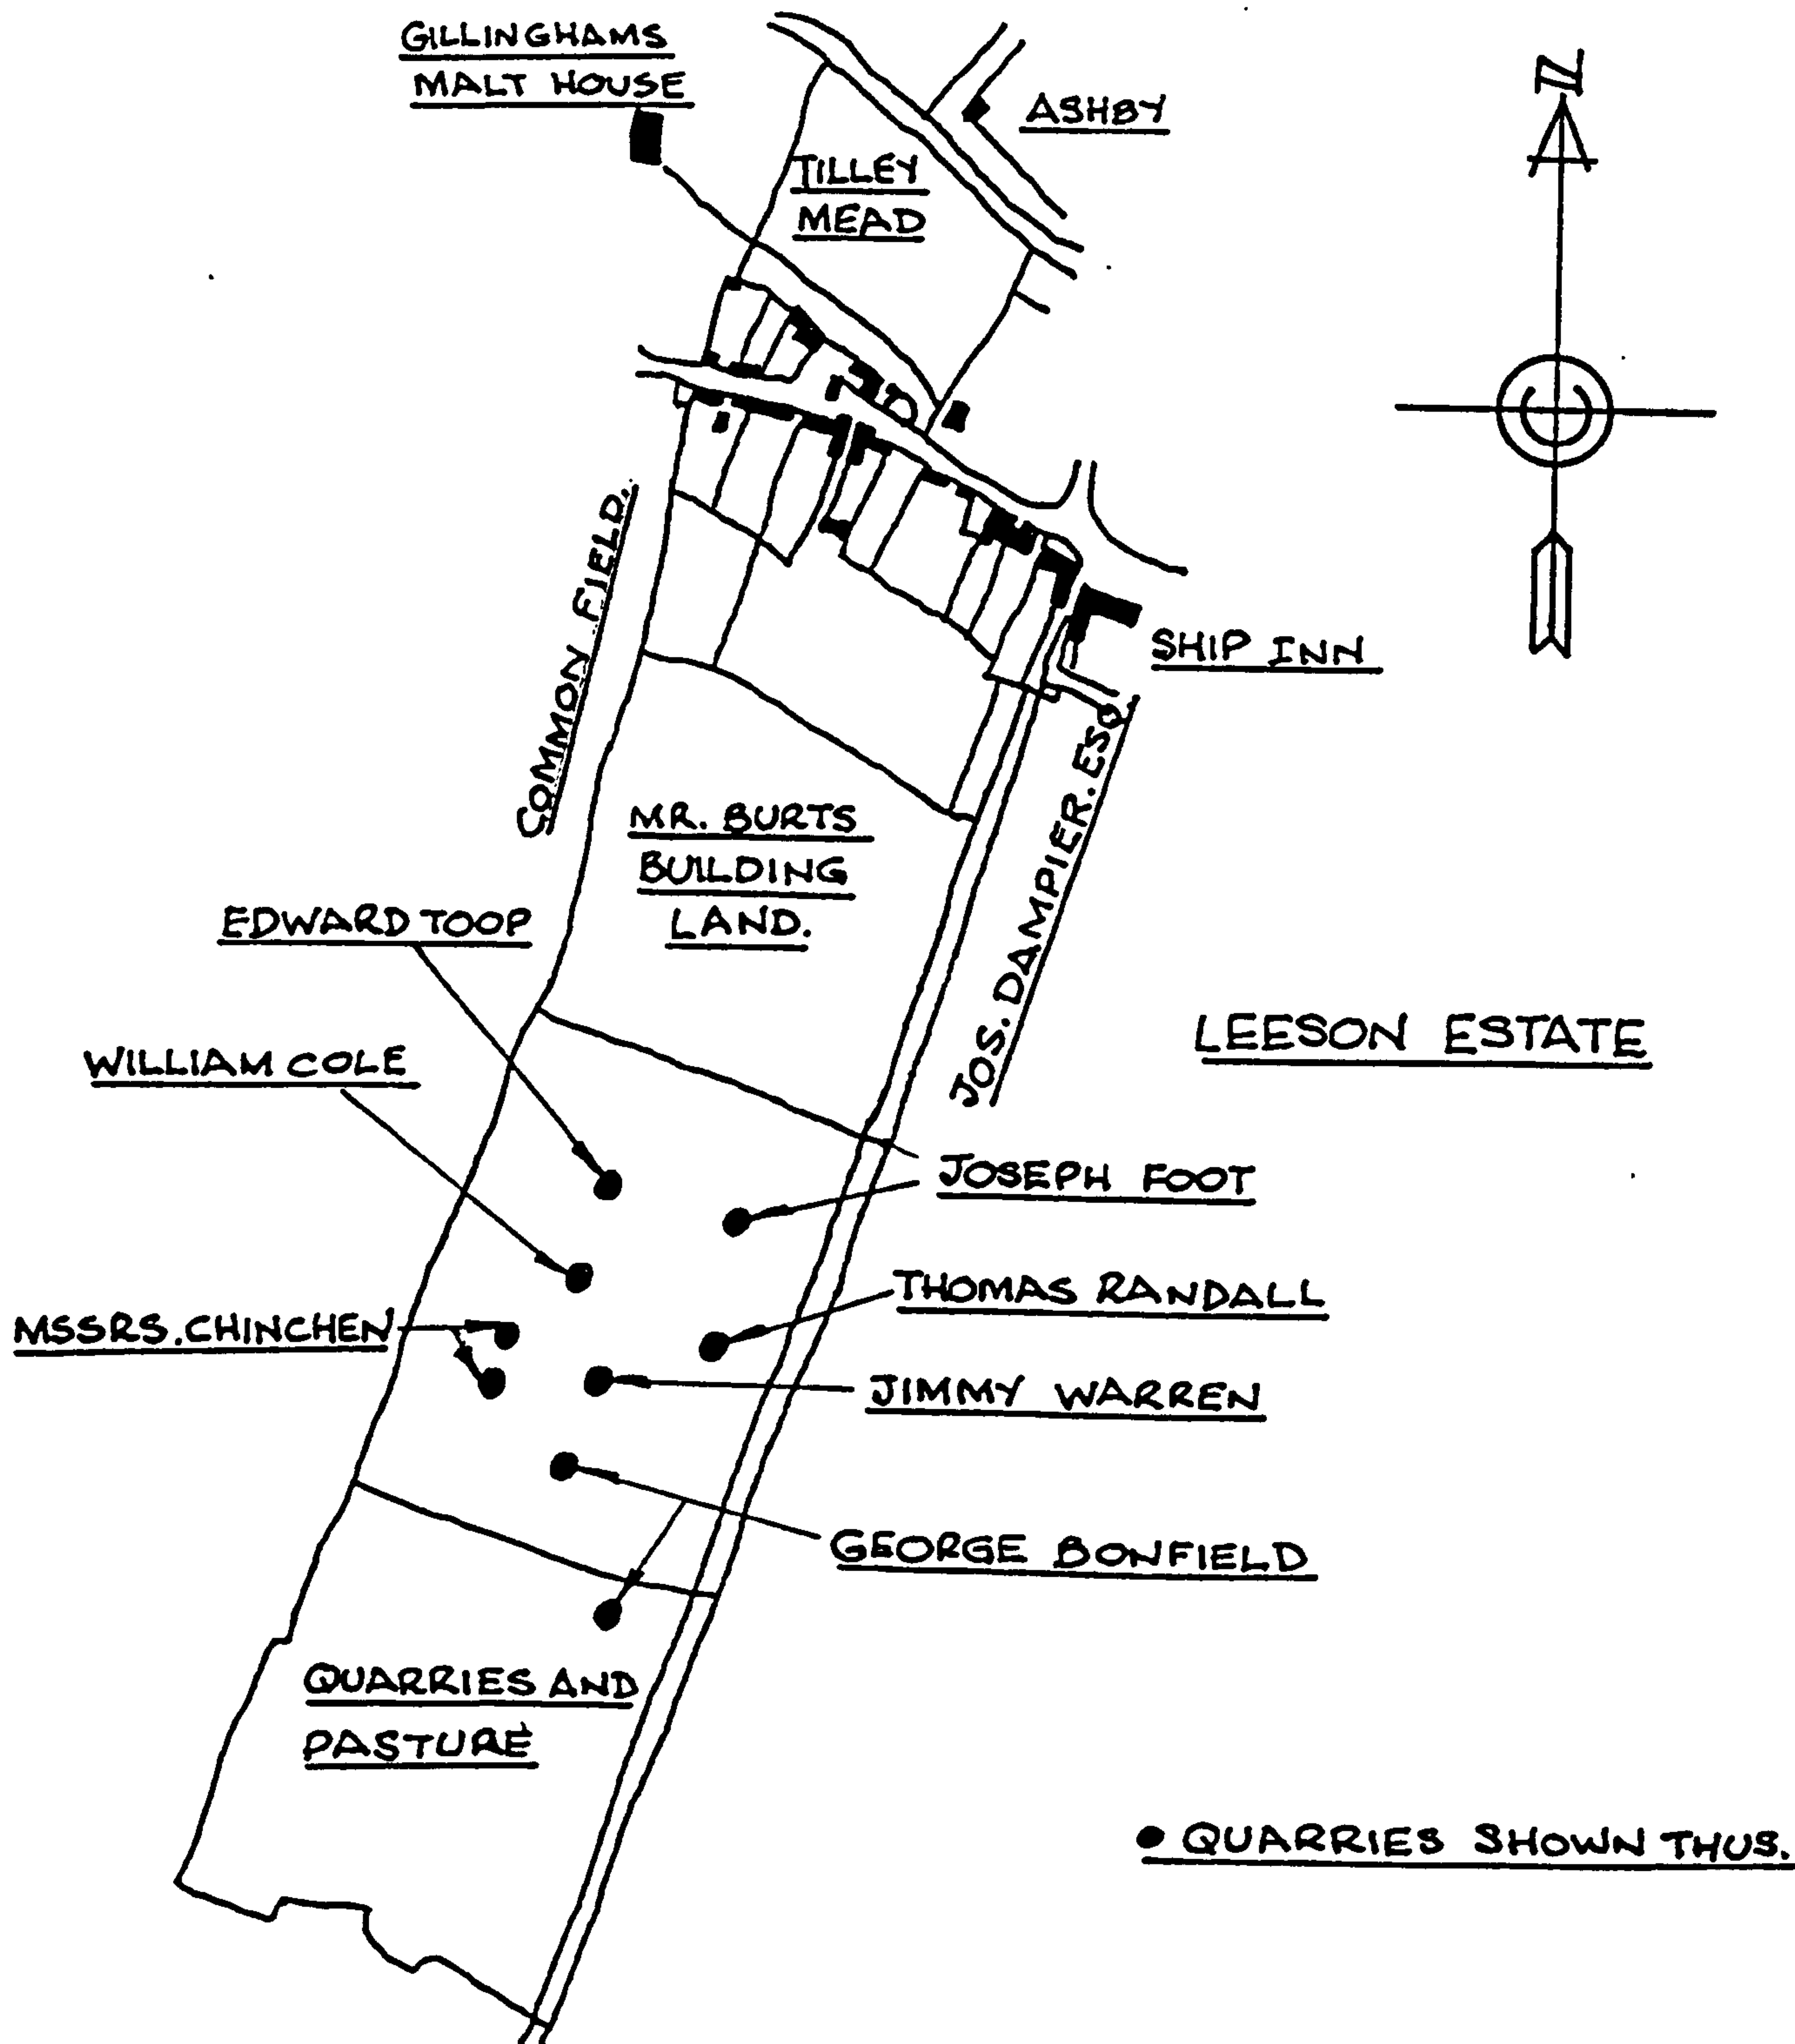 GILLINGHAMS
MALT HOUSE
ASHBY
TILLEY
MEAD
N
SHIP INN
COMMON FIELD.
JOS. DAMPIER. ESQ.
MR. BURTS
BUILDING
LAND.
EDWARD TOOP
LEESON ESTATE
WILLIAM COLE
JOSEPH FOOT
THOMAS RANDALL
MSSRS. CHINCHEN
JIMMY WARREN
GEORGE BONFIELD
QUARRIES AND
PASTURE
QUARRIES SHOWN THUS.